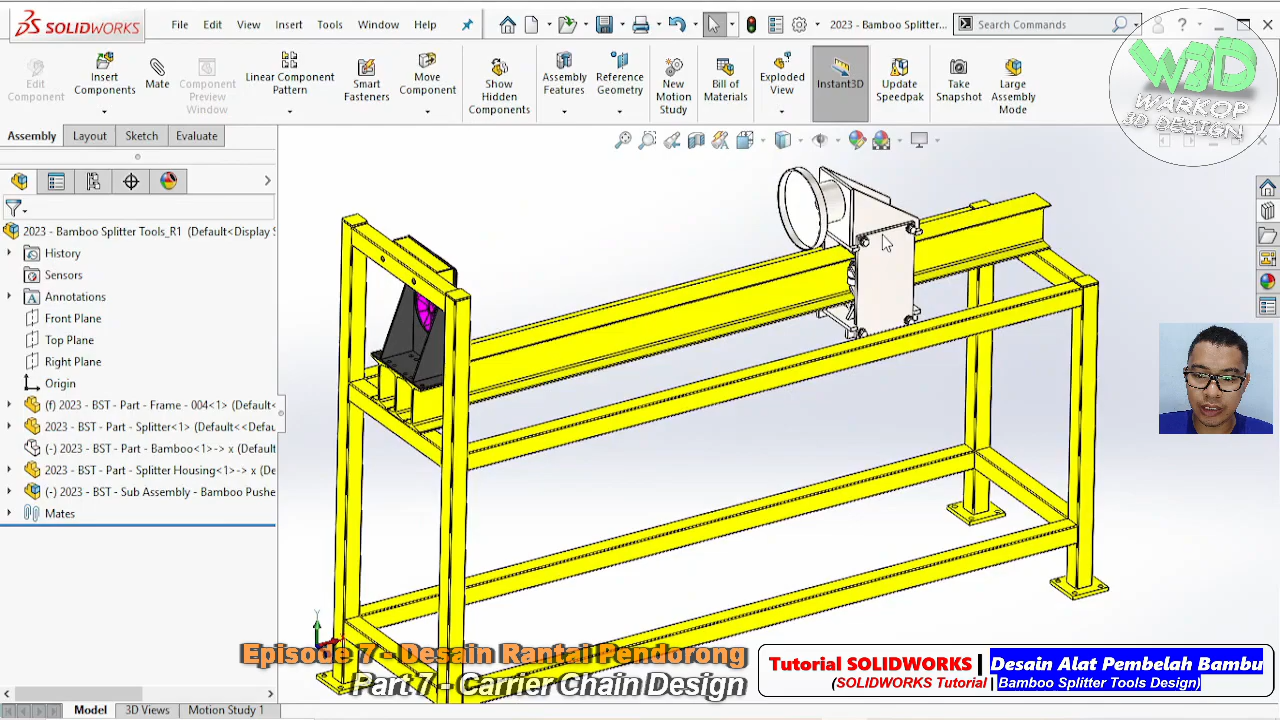 SOLIDWORKS
File Edit View Insert Tools Window Help
2023 - Bamboo Splitter...
Search Commands
Edit Component
Insert Components
Mate
Component Preview Window
Linear Component Pattern
Smart Fasteners
Move Component
Show Hidden Components
Assembly Features
Reference Geometry
New Motion Study
Bill of Materials
Exploded View
Instant3D
Update Speedpak
Take Snapshot
Large Assembly Mode
W3D
WARKOP
3D DESIGN
Assembly Layout Sketch Evaluate
2023 - Bamboo Splitter Tools_R1 (Default<Display S
History
Sensors
Annotations
Front Plane
Top Plane
Right Plane
Origin
(f) 2023 - BST - Part - Frame - 004<1> (Default<
2023 - BST - Part - Splitter<1> (Default<<Defau
(-) 2023 - BST - Part - Bamboo<1>-> x (Default
2023 - BST - Part - Splitter Housing<1>-> x (De
(-) 2023 - BST - Sub Assembly - Bamboo Pushe
Mates
Y
Episode 7 - Desain Rantai Pendorong
Part 7 - Carrier Chain Design
Tutorial SOLIDWORKS | Desain Alat Pembelah Bambu
(SOLIDWORKS Tutorial | Bamboo Splitter Tools Design)
Model 3D Views Motion Study 1